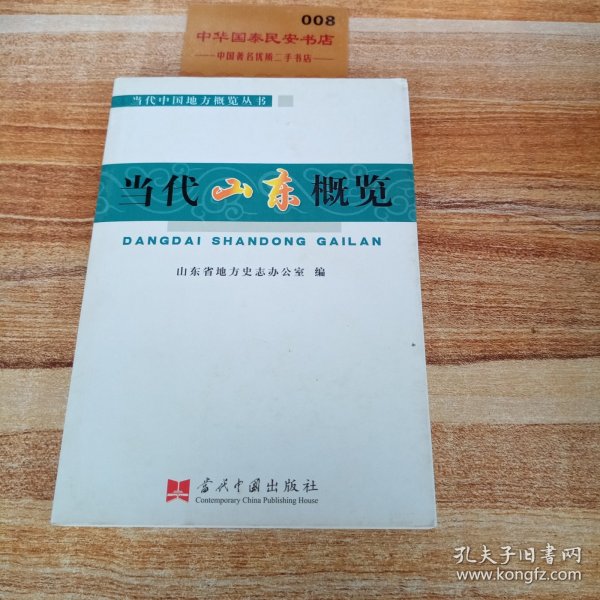 008
中华国泰民安书店
中国著名优质二手书店
当代中国地方概览丛书
当代山东概览
DANGDAI SHANDONG GAILAN
山东省地方史志办公室 编
当代中国出版社
Contemporary China Publishing House
孔夫子旧书网
www.kongfz.com